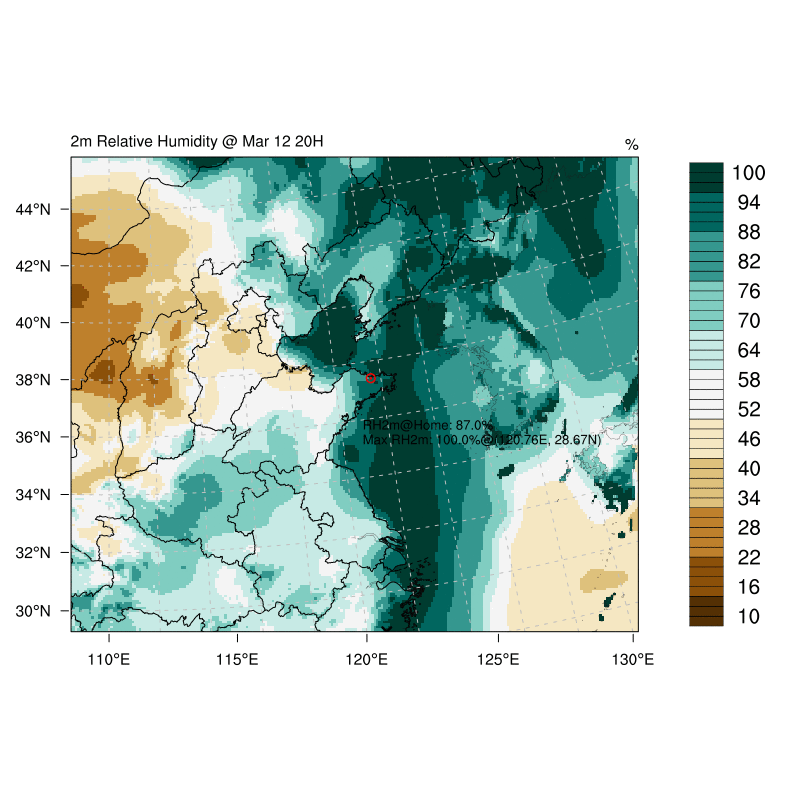 2m Relative Humidity @ Mar 12 20H
%
100
94
88
82
76
70
64
58
52
46
40
34
28
22
16
10
44°N
42°N
40°N
38°N
36°N
34°N
32°N
30°N
RH2m@Home: 87.0%
Max RH2m: 100.0%@(120.76E, 28.67N)
110°E
115°E
120°E
125°E
130°E